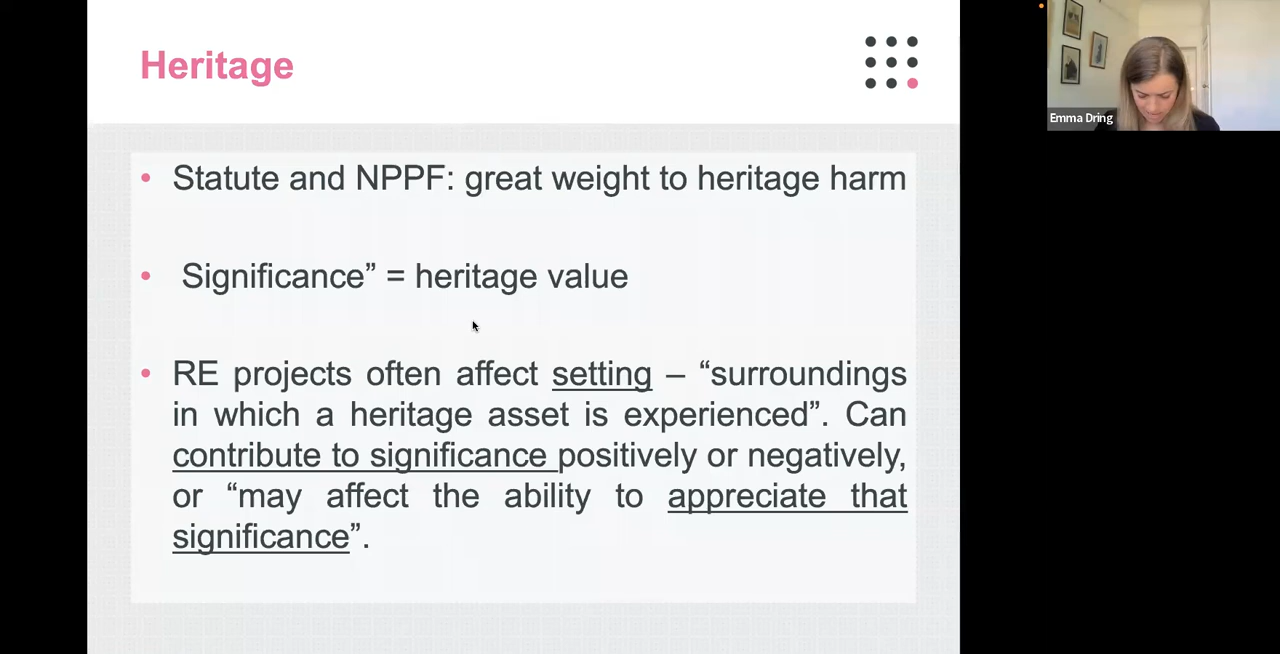 Heritage
• Statute and NPPF: great weight to heritage harm
• Significance” = heritage value
• RE projects often affect setting – “surroundings
in which a heritage asset is experienced”. Can
contribute to significance positively or negatively,
or “may affect the ability to appreciate that
significance”.
Emma Dring